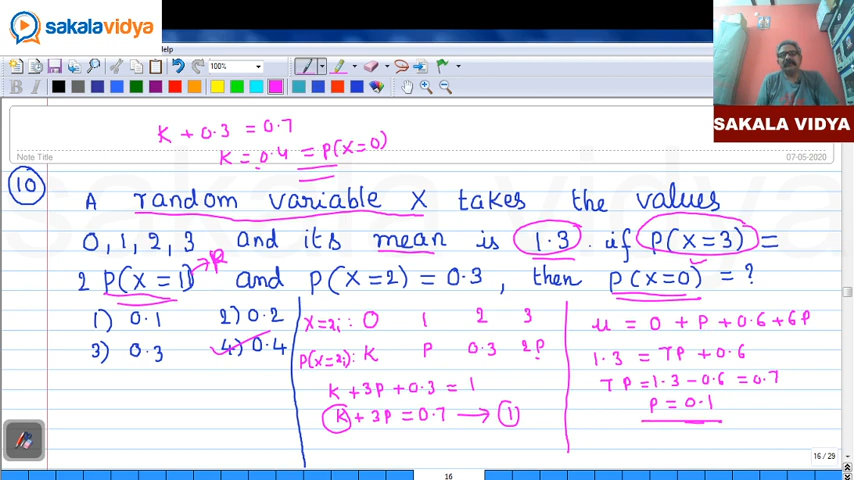 sakalavidya
Help
100%
B I
SAKALA VIDYA
K + 0.3 = 0.7
K = 0.4 = P(X=0)
Note Title
07-05-2020
10
A random variable X takes the values
0, 1, 2, 3 and its mean is 1.3. if P(X=3) =
2 P(X=1) → P and P(X=2) = 0.3, then P(X=0) = ?
1) 0.1 2) 0.2
3) 0.3 4) 0.4
X=xi : 0 1 2 3
P(X=xi): K P 0.3 2P
K + 3P + 0.3 = 1
K + 3P = 0.7 → 1
μ = 0 + P + 0.6 + 6P
1.3 = 7P + 0.6
7P = 1.3 - 0.6 = 0.7
P = 0.1
16 / 29
16